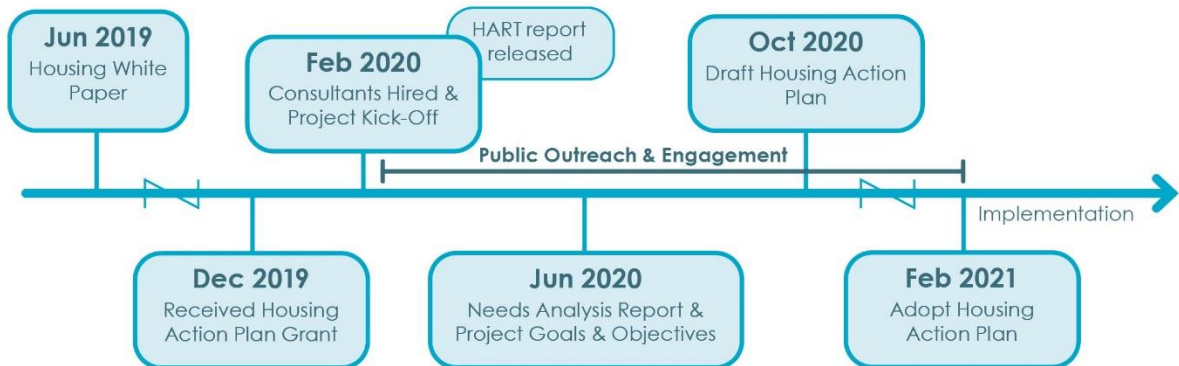 Jun 2019
Housing White
Paper
Feb 2020
Consultants Hired &
Project Kick-Off
HART report
released
Oct 2020
Draft Housing Action
Plan
Public Outreach & Engagement
Implementation
Dec 2019
Received Housing
Action Plan Grant
Jun 2020
Needs Analysis Report &
Project Goals & Objectives
Feb 2021
Adopt Housing
Action Plan